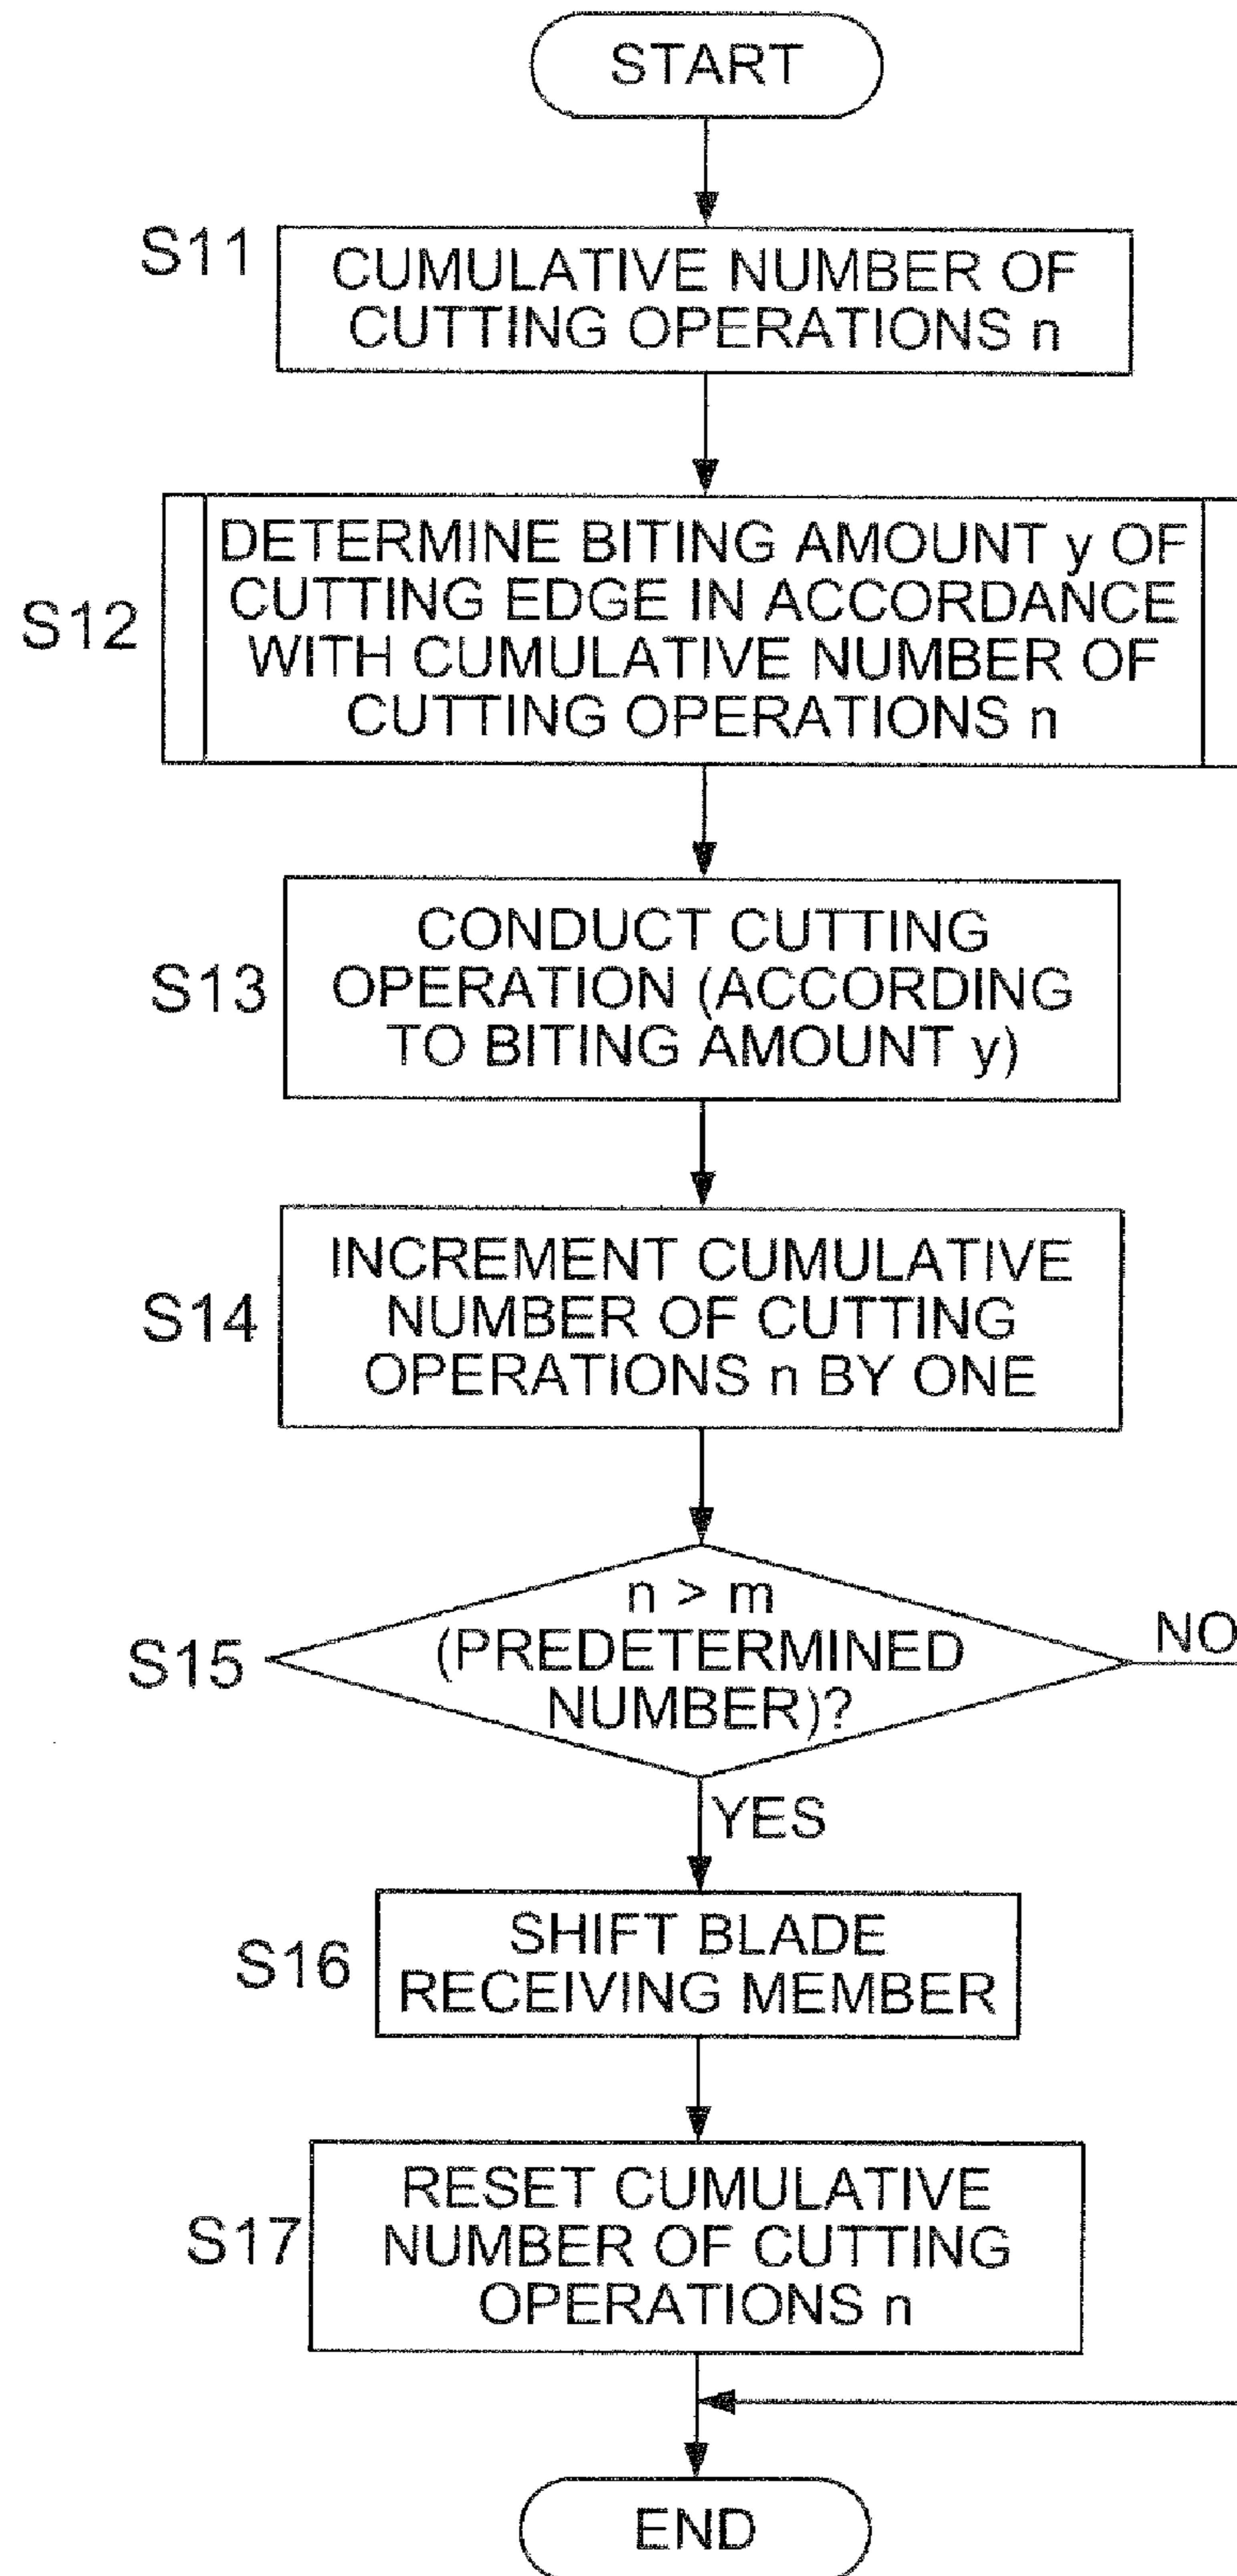 START
S11
CUMULATIVE NUMBER OF
CUTTING OPERATIONS n
S12
DETERMINE BITING AMOUNT y OF
CUTTING EDGE IN ACCORDANCE
WITH CUMULATIVE NUMBER OF
CUTTING OPERATIONS n
S13
CONDUCT CUTTING
OPERATION (ACCORDING
TO BITING AMOUNT y)
S14
INCREMENT CUMULATIVE
NUMBER OF CUTTING
OPERATIONS n BY ONE
S15
n > m
(PREDETERMINED
NUMBER)?
NO
YES
S16
SHIFT BLADE
RECEIVING MEMBER
S17
RESET CUMULATIVE
NUMBER OF CUTTING
OPERATIONS n
END